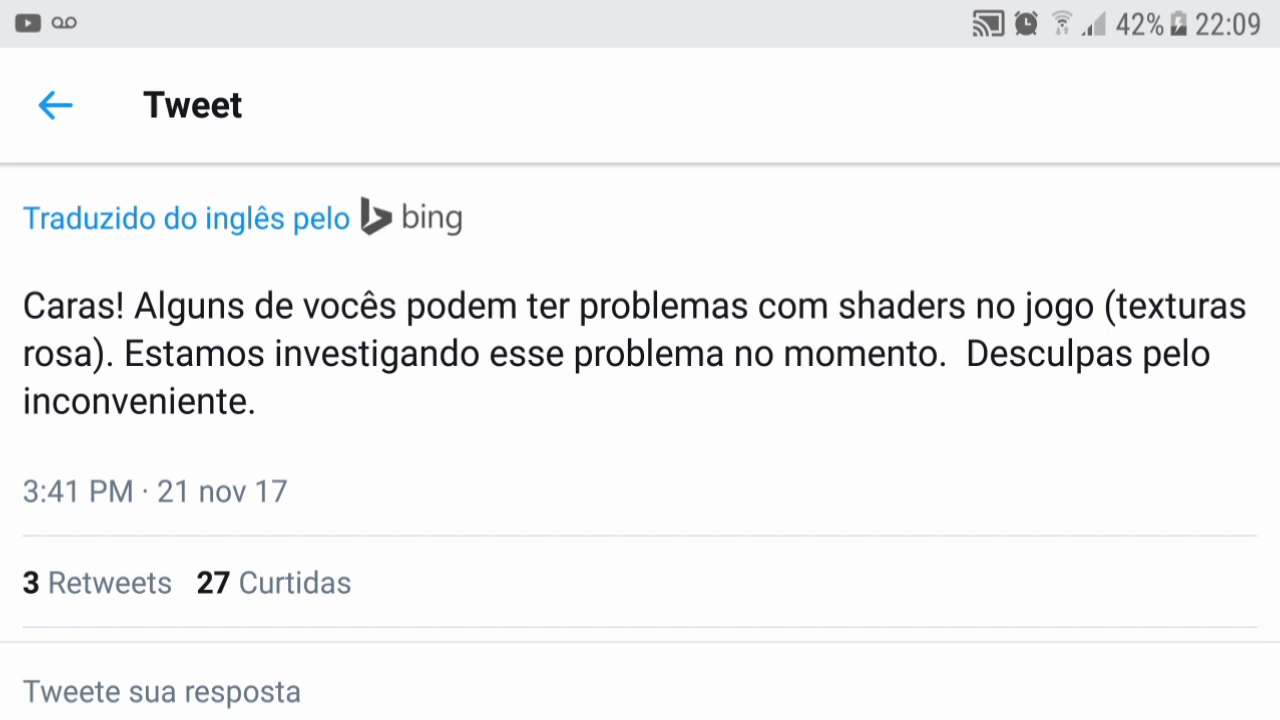 42% 22:09
Tweet
Traduzido do inglês pelo bing
Caras! Alguns de vocês podem ter problemas com shaders no jogo (texturas
rosa). Estamos investigando esse problema no momento.  Desculpas pelo
inconveniente.
3:41 PM · 21 nov 17
3 Retweets 27 Curtidas
Tweete sua resposta